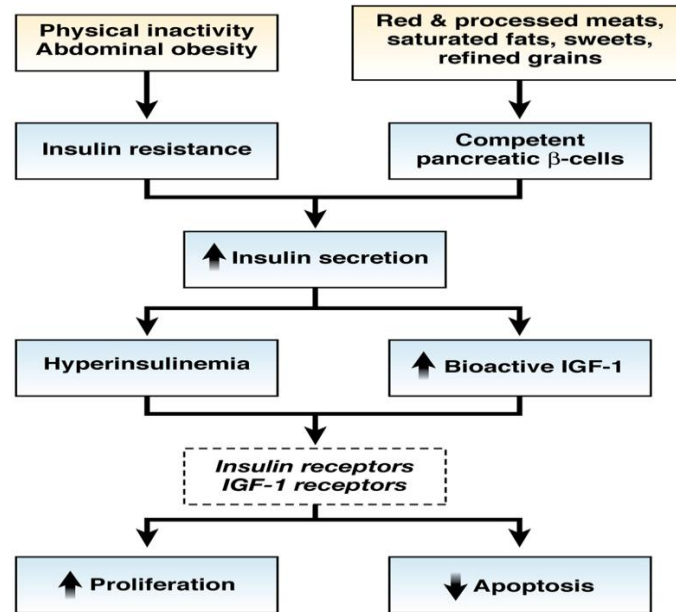 Physical inactivity
Abdominal obesity
Red & processed meats,
saturated fats, sweets,
refined grains
Insulin resistance
Competent
pancreatic β-cells
Insulin secretion
Hyperinsulinemia
Bioactive IGF-1
Insulin receptors
IGF-1 receptors
Proliferation
Apoptosis